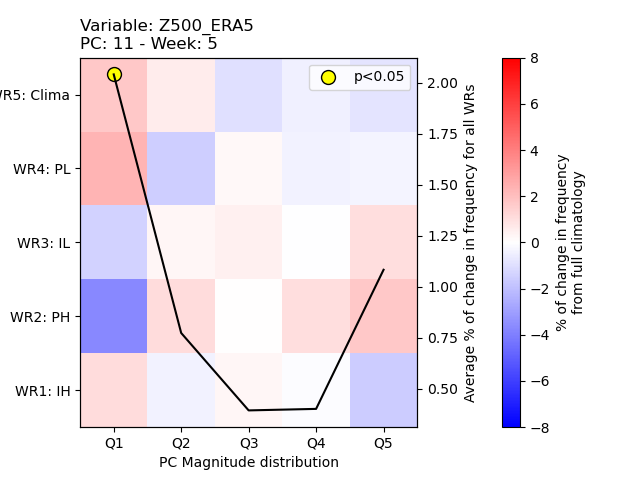 Variable: Z500_ERA5
PC: 11 - Week: 5
p<0.05
R5: Clima
WR4: PL
WR3: IL
WR2: PH
WR1: IH
Q1 Q2 Q3 Q4 Q5
PC Magnitude distribution
2.00
1.75
1.50
1.25
1.00
0.75
0.50
Average % of change in frequency for all WRs
8
6
4
2
0
−2
−4
−6
−8
% of change in frequency
from full climatology